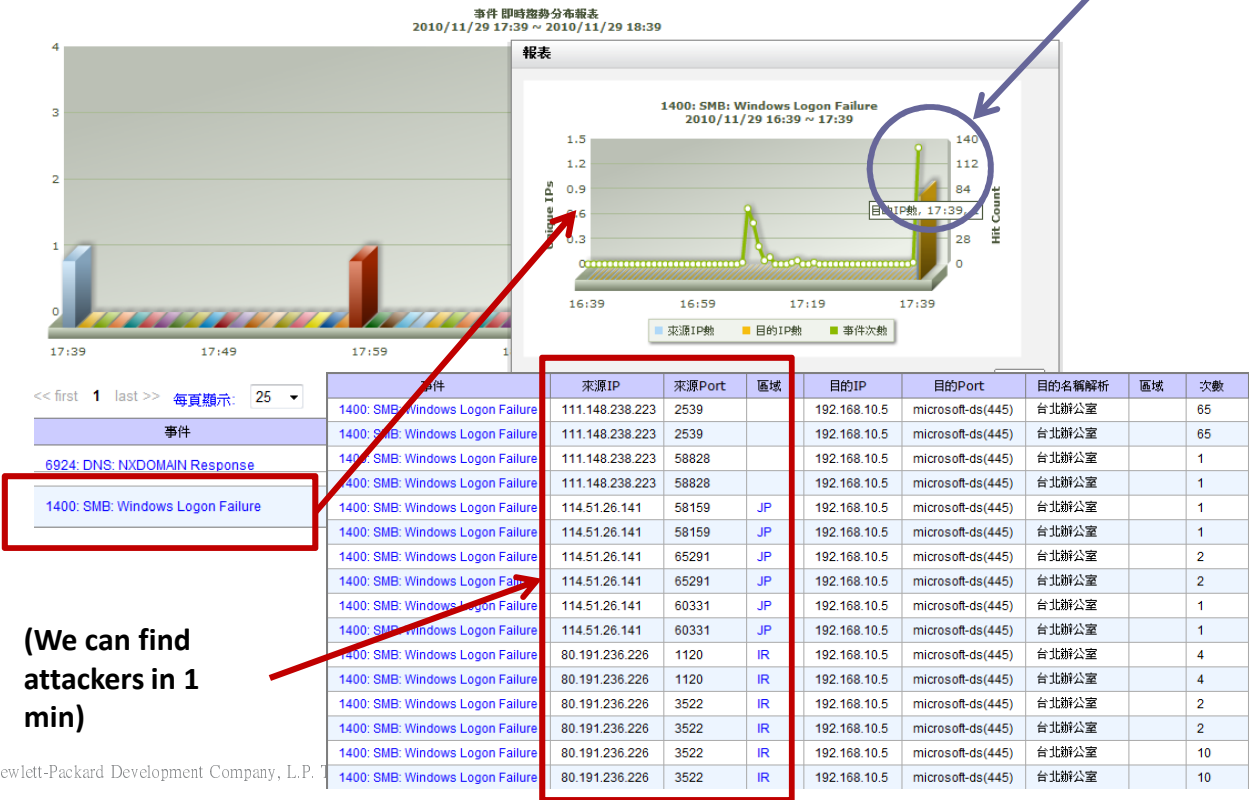 事件 即時趨勢分布報表
2010/11/29 17:39 ~ 2010/11/29 18:39
4
3
2
1
0
17:39 17:49 17:59
報表
1400: SMB: Windows Logon Failure
2010/11/29 16:39 ~ 17:39
1.5
1.2
0.9
0.3
0
Unique IPs
140
112
84
28
0
Hit Count
目的IP數, 17:39,
16:39 16:59 17:19 17:39
來源IP數 目的IP數 事件次數
<< first 1 last >> 每頁顯示: 25
事件
6924: DNS: NXDOMAIN Response
1400: SMB: Windows Logon Failure
(We can find
attackers in 1
min)
ewlett-Packard Development Company, L.P. T
事件 來源IP 來源Port 區域 目的IP 目的Port 目的名稱解析 區域 次數
1400: SMB: Windows Logon Failure 111.148.238.223 2539 192.168.10.5 microsoft-ds(445) 台北辦公室 65
1400: SMB: Windows Logon Failure 111.148.238.223 2539 192.168.10.5 microsoft-ds(445) 台北辦公室 65
1400: SMB: Windows Logon Failure 111.148.238.223 58828 192.168.10.5 microsoft-ds(445) 台北辦公室 1
1400: SMB: Windows Logon Failure 111.148.238.223 58828 192.168.10.5 microsoft-ds(445) 台北辦公室 1
1400: SMB: Windows Logon Failure 114.51.26.141 58159 JP 192.168.10.5 microsoft-ds(445) 台北辦公室 1
1400: SMB: Windows Logon Failure 114.51.26.141 58159 JP 192.168.10.5 microsoft-ds(445) 台北辦公室 1
1400: SMB: Windows Logon Failure 114.51.26.141 65291 JP 192.168.10.5 microsoft-ds(445) 台北辦公室 2
1400: SMB: Windows Logon Failure 114.51.26.141 65291 JP 192.168.10.5 microsoft-ds(445) 台北辦公室 2
1400: SMB: Windows Logon Failure 114.51.26.141 60331 JP 192.168.10.5 microsoft-ds(445) 台北辦公室 1
1400: SMB: Windows Logon Failure 114.51.26.141 60331 JP 192.168.10.5 microsoft-ds(445) 台北辦公室 1
1400: SMB: Windows Logon Failure 80.191.236.226 1120 IR 192.168.10.5 microsoft-ds(445) 台北辦公室 4
1400: SMB: Windows Logon Failure 80.191.236.226 1120 IR 192.168.10.5 microsoft-ds(445) 台北辦公室 4
1400: SMB: Windows Logon Failure 80.191.236.226 3522 IR 192.168.10.5 microsoft-ds(445) 台北辦公室 2
1400: SMB: Windows Logon Failure 80.191.236.226 3522 IR 192.168.10.5 microsoft-ds(445) 台北辦公室 2
1400: SMB: Windows Logon Failure 80.191.236.226 3522 IR 192.168.10.5 microsoft-ds(445) 台北辦公室 10
1400: SMB: Windows Logon Failure 80.191.236.226 3522 IR 192.168.10.5 microsoft-ds(445) 台北辦公室 10